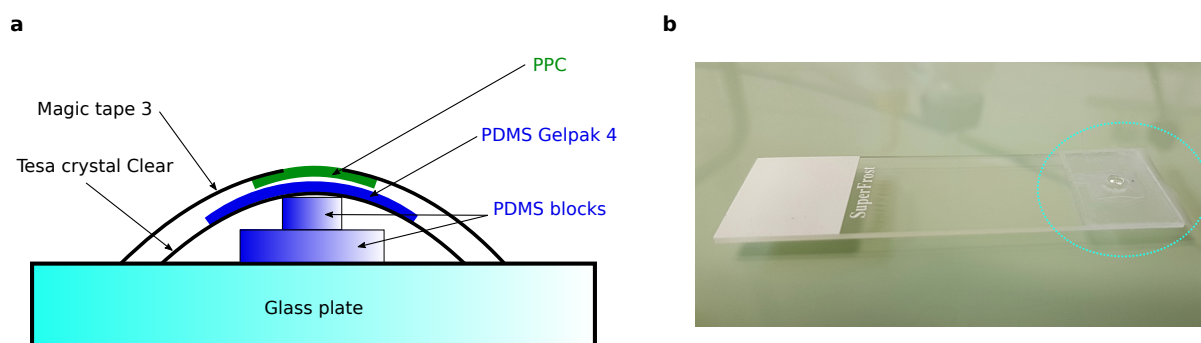 a
b
PPC
Magic tape 3
PDMS Gelpak 4
Tesa crystal Clear
PDMS blocks
Glass plate
SuperFrost